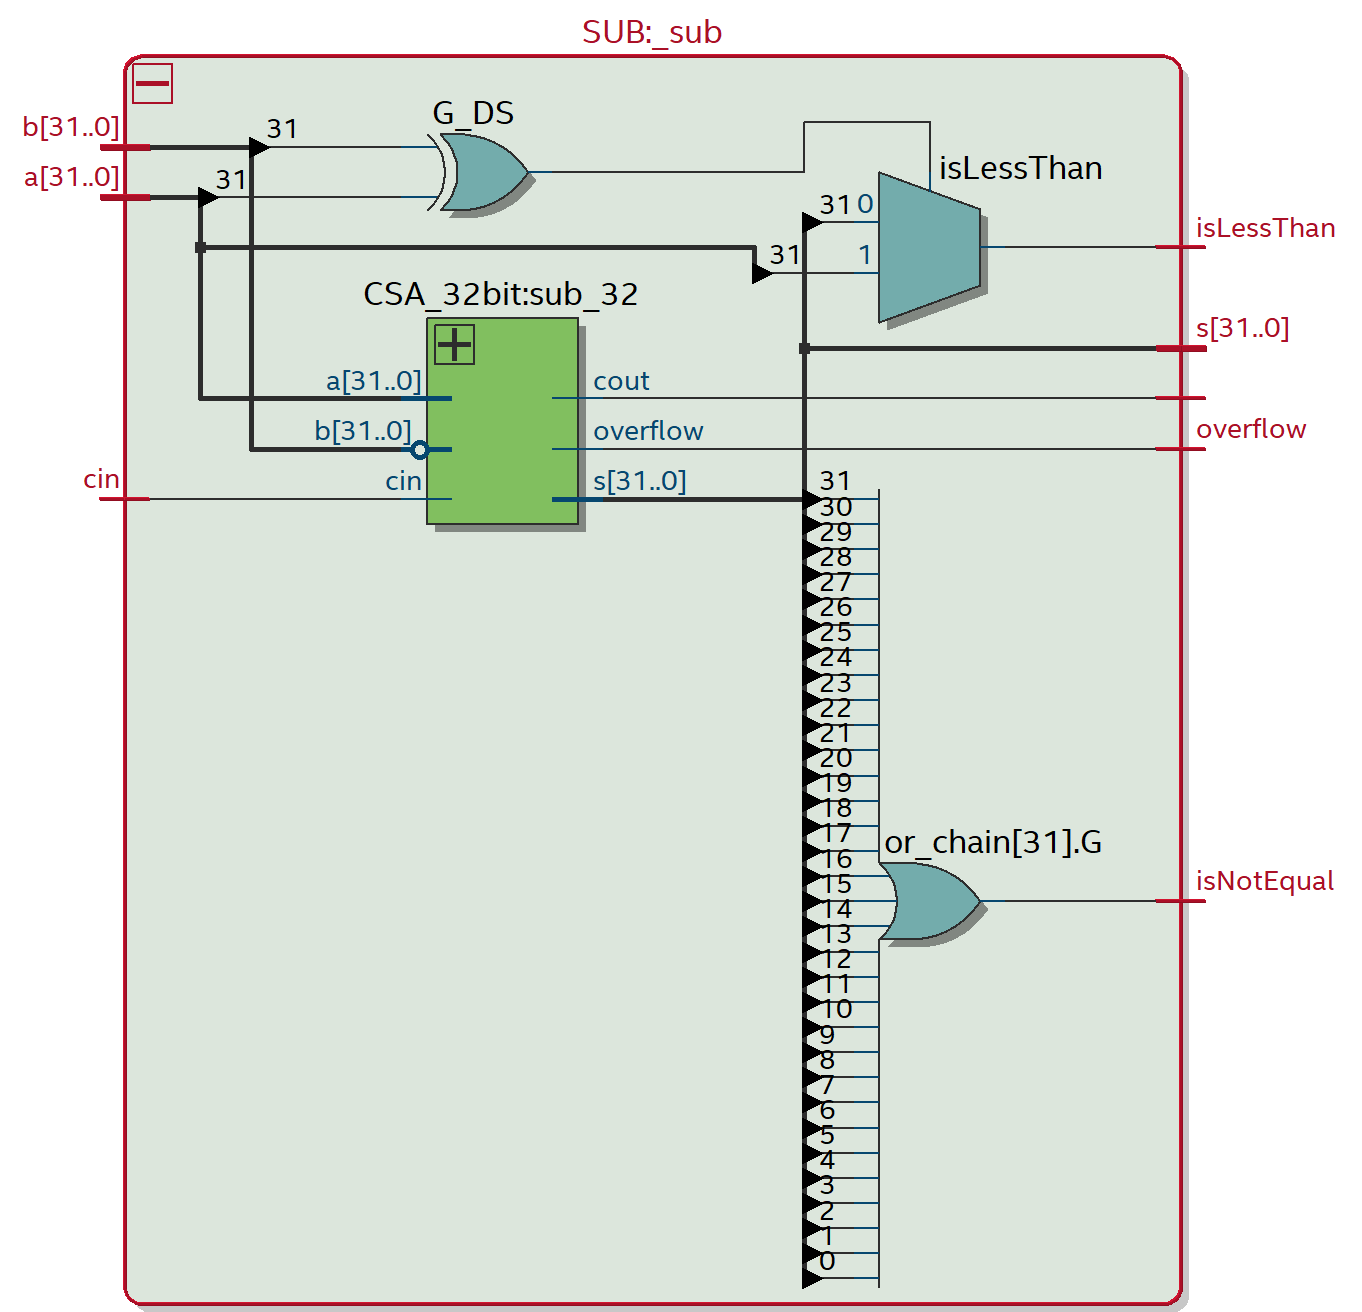 SUB:_sub
G_DS
b[31..0]
31
a[31..0]
31
isLessThan
31 0
isLessThan
31
1
CSA_32bit:sub_32
s[31..0]
a[31..0]
cout
b[31..0]
overflow
overflow
cin
cin
s[31..0]
31
30
29
28
27
26
25
24
23
22
21
20
19
18
17
or_chain[31].G
16
15
isNotEqual
14
13
12
11
10
9
8
7
6
5
4
3
2
1
0